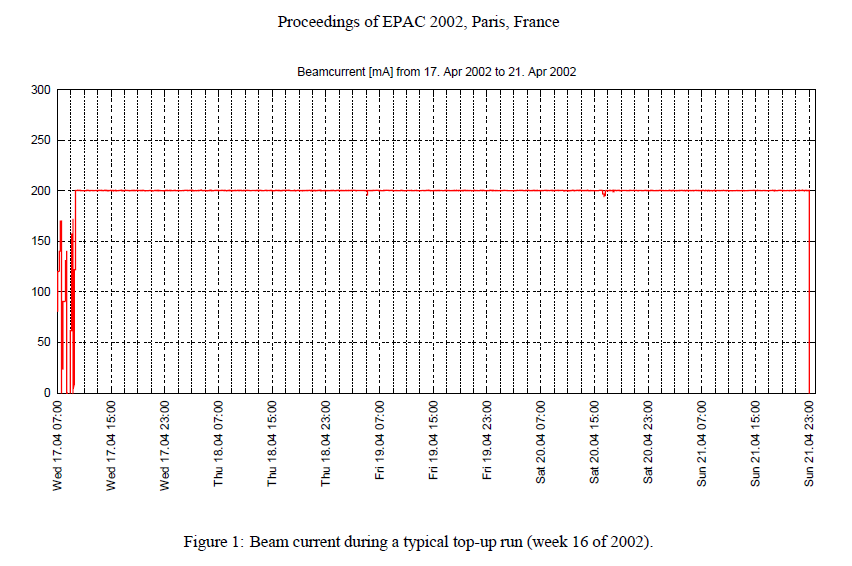 Proceedings of EPAC 2002, Paris, France
Beamcurrent [mA] from 17. Apr 2002 to 21. Apr 2002
300
250
200
150
100
50
0
Wed 17.04 07:00
Wed 17.04 15:00
Wed 17.04 23:00
Thu 18.04 07:00
Thu 18.04 15:00
Thu 18.04 23:00
Fri 19.04 07:00
Fri 19.04 15:00
Fri 19.04 23:00
Sat 20.04 07:00
Sat 20.04 15:00
Sat 20.04 23:00
Sun 21.04 07:00
Sun 21.04 15:00
Sun 21.04 23:00
Figure 1: Beam current during a typical top-up run (week 16 of 2002).